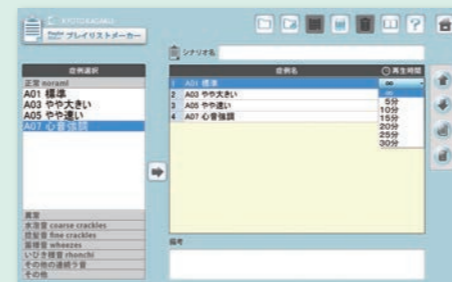 KYOTO KAGAKU
プレイリストメーカー
シナリオ名
症例選択
正常 noraml
A01 標準
A03 やや大きい
A05 やや速い
A07 心音強調
異常
水泡音 coarse crackles
捻髪音 fine crackles
笛様音 wheezes
いびき様音 rhonchi
その他の連続ラ音
その他
症例名
再生時間
1 A01 標準 ∞
2 A03 やや大きい
3 A05 やや速い
4 A07 心音強調
∞
5分
10分
15分
20分
25分
30分
備考